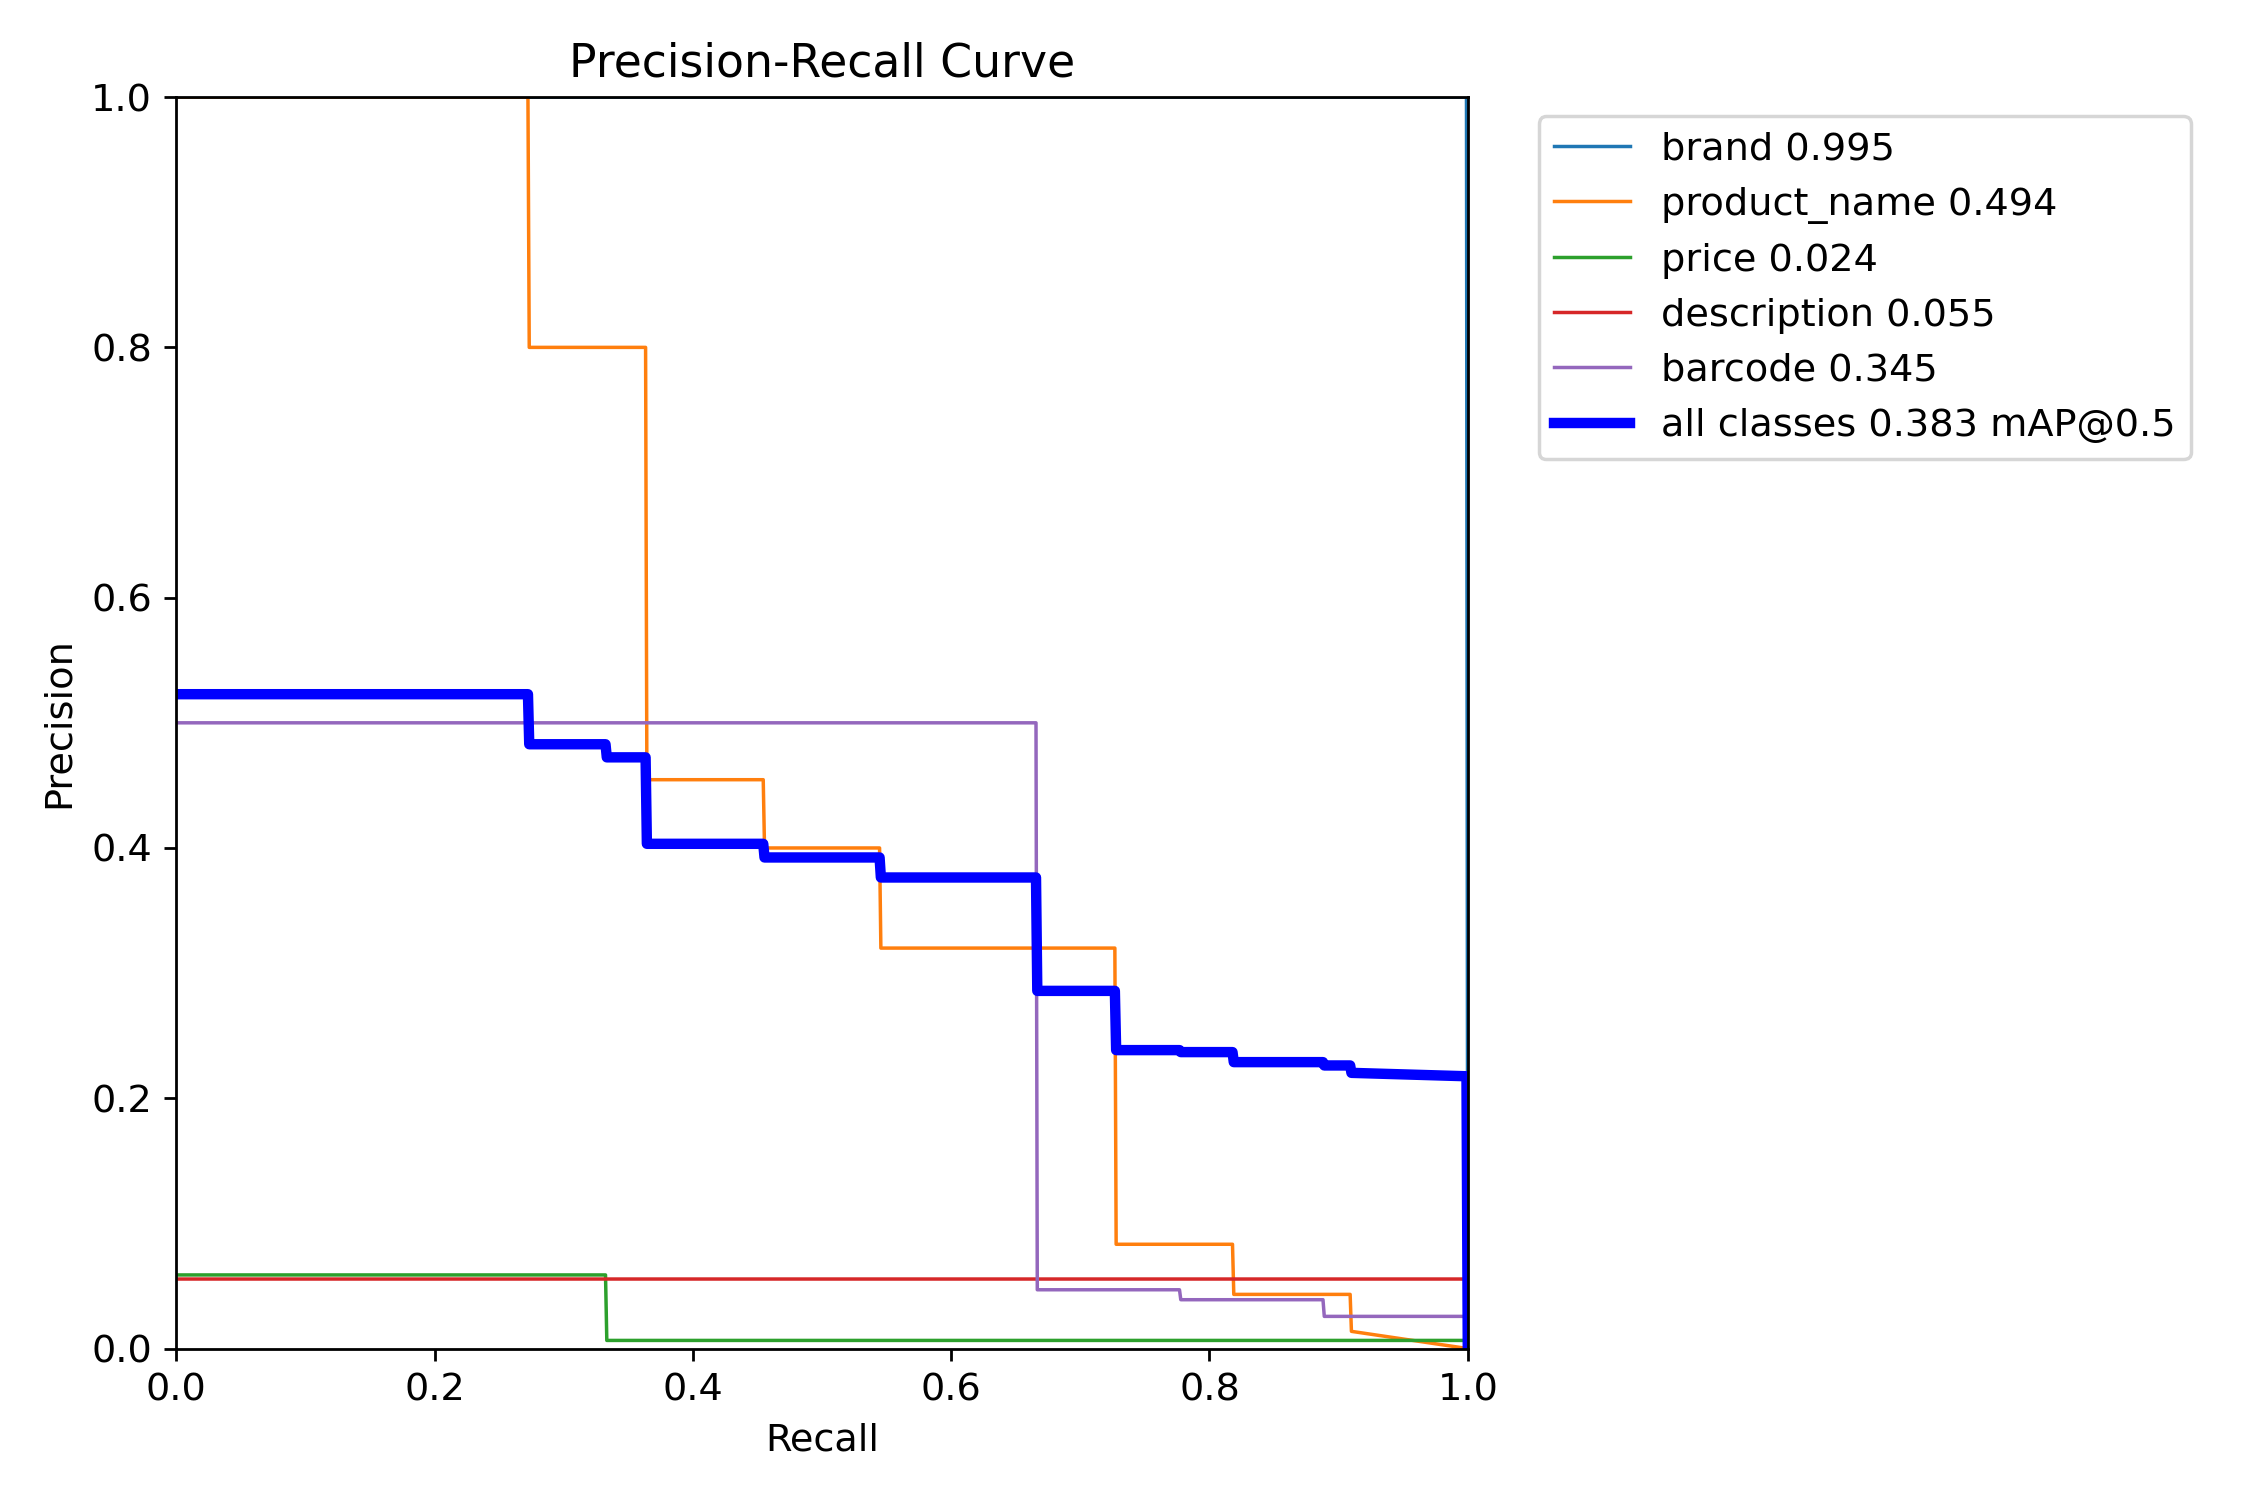 Precision-Recall Curve
1.0
0.8
0.6
0.4
0.2
0.0
Precision
0.0 0.2 0.4 0.6 0.8 1.0
Recall
brand 0.995
product_name 0.494
price 0.024
description 0.055
barcode 0.345
all classes 0.383 mAP@0.5